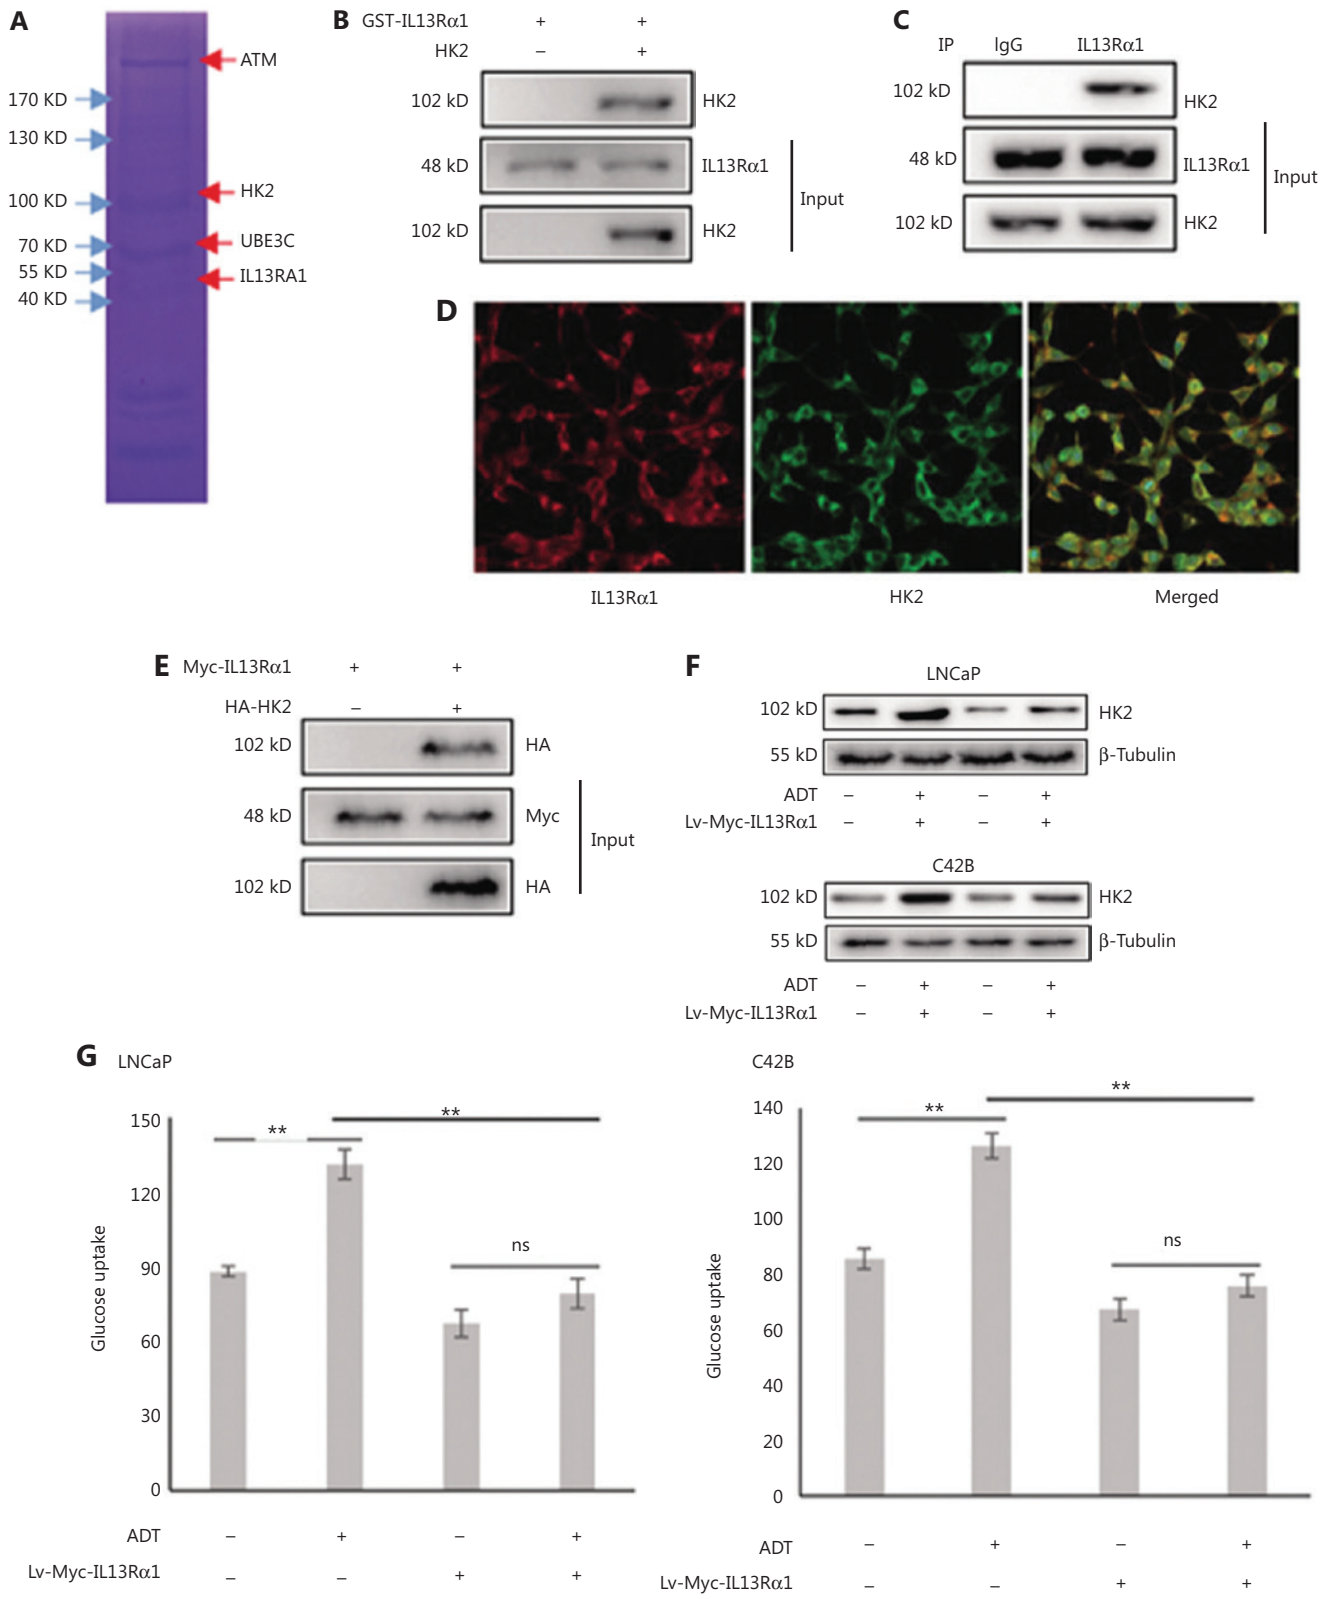 A
ATM
170 KD
130 KD
HK2
100 KD
UBE3C
70 KD
55 KD
IL13RA1
40 KD
B
GST-IL13Rα1 + +
HK2 – +
102 kD HK2
48 kD IL13Rα1
102 kD HK2
Input
C
IP IgG IL13Rα1
102 kD HK2
48 kD IL13Rα1
102 kD HK2
Input
D
IL13Rα1 HK2 Merged
E
Myc-IL13Rα1 + +
HA-HK2 – +
102 kD HA
48 kD Myc
102 kD HA
Input
F
LNCaP
102 kD HK2
55 kD β-Tubulin
ADT – + – +
Lv-Myc-IL13Rα1 – + – +
C42B
102 kD HK2
55 kD β-Tubulin
ADT – + – +
Lv-Myc-IL13Rα1 – + – +
G
LNCaP
150
120
90
60
30
0
Glucose uptake
** ** ns
ADT – + – +
Lv-Myc-IL13Rα1 – – + +
C42B
140
120
100
80
60
40
20
0
Glucose uptake
** ** ns
ADT – + – +
Lv-Myc-IL13Rα1 – – + +